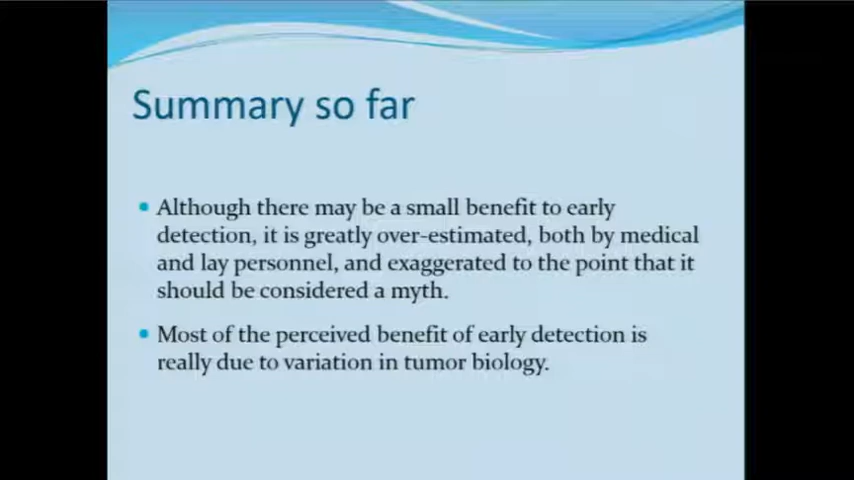 Summary so far
Although there may be a small benefit to early
detection, it is greatly over-estimated, both by medical
and lay personnel, and exaggerated to the point that it
should be considered a myth.
Most of the perceived benefit of early detection is
really due to variation in tumor biology.